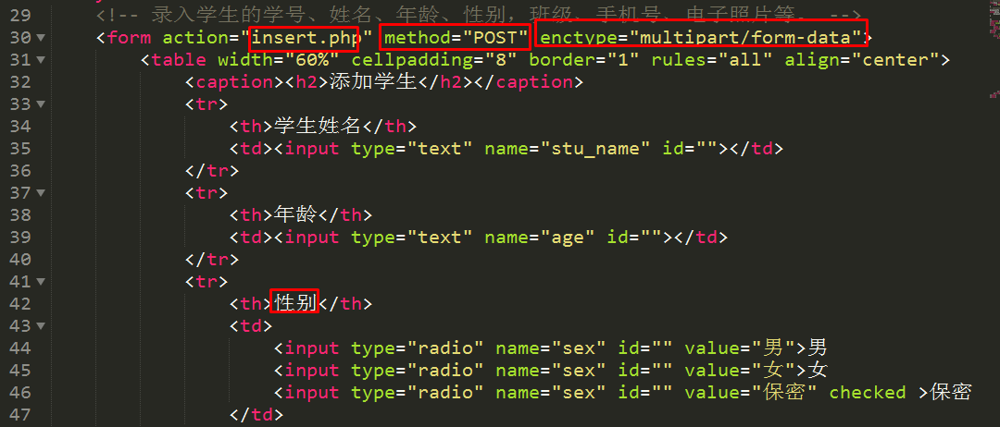 29 <!-- 录入学生的学号、姓名、年龄、性别，班级、手机号、电子照片等。 -->
30 <form action="insert.php" method="POST" enctype="multipart/form-data">
31 <table width="60%" cellpadding="8" border="1" rules="all" align="center">
32 <caption><h2>添加学生</h2></caption>
33 <tr>
34 <th>学生姓名</th>
35 <td><input type="text" name="stu_name" id=""></td>
36 </tr>
37 <tr>
38 <th>年龄</th>
39 <td><input type="text" name="age" id=""></td>
40 </tr>
41 <tr>
42 <th>性别</th>
43 <td>
44 <input type="radio" name="sex" id="" value="男">男
45 <input type="radio" name="sex" id="" value="女">女
46 <input type="radio" name="sex" id="" value="保密" checked >保密
47 </td>